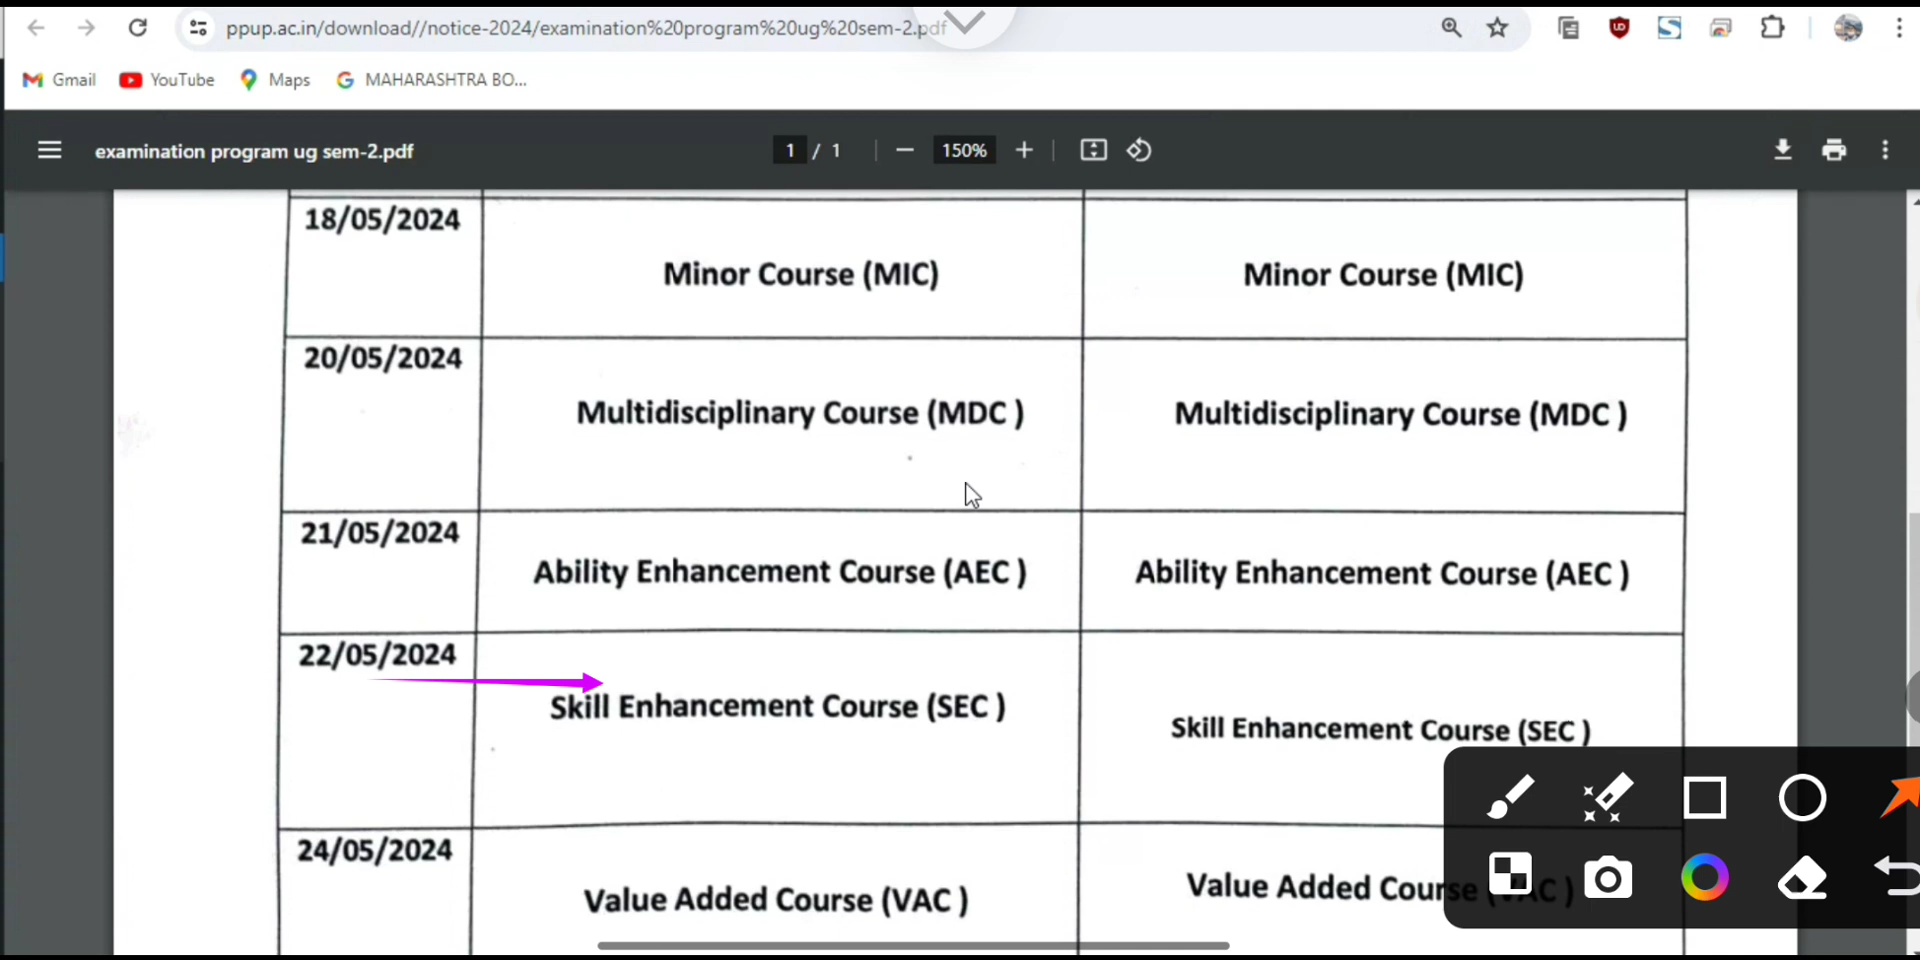 ppup.ac.in/download//notice-2024/examination%20program%20ug%20sem-2.pdf
Gmail YouTube Maps MAHARASHTRA BO...
examination program ug sem-2.pdf 1 / 1 150%
18/05/2024
Minor Course (MIC) Minor Course (MIC)
20/05/2024
Multidisciplinary Course (MDC ) Multidisciplinary Course (MDC )
21/05/2024
Ability Enhancement Course (AEC ) Ability Enhancement Course (AEC )
22/05/2024
Skill Enhancement Course (SEC ) Skill Enhancement Course (SEC )
24/05/2024
Value Added Course (VAC ) Value Added Course (VAC )